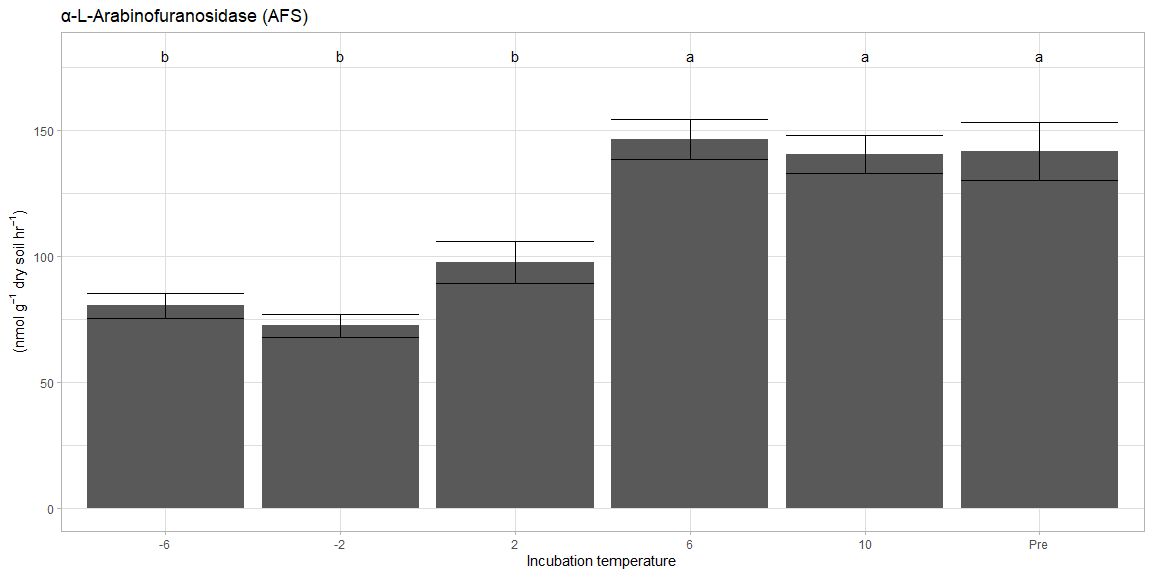 α-L-Arabinofuranosidase (AFS)
b b b a a a
150
100
50
0
(nmol g⁻¹ dry soil hr⁻¹)
-6 -2 2 6 10 Pre
Incubation temperature